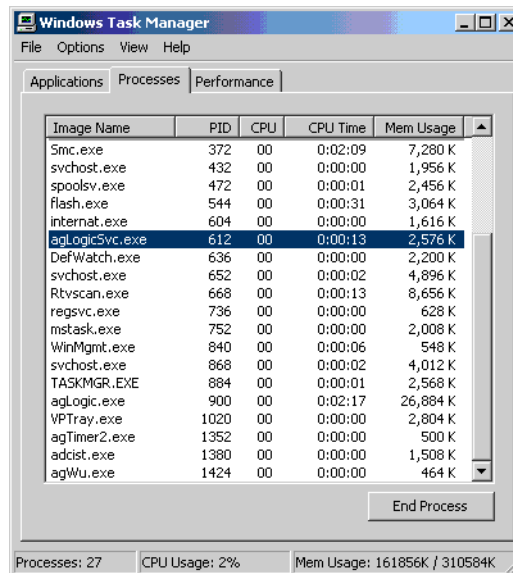 Windows Task Manager
File Options View Help
Applications Processes Performance
Image Name PID CPU CPU Time Mem Usage
Smc.exe 372 00 0:02:09 7,280 K
svchost.exe 432 00 0:00:00 1,956 K
spoolsv.exe 472 00 0:00:01 2,456 K
flash.exe 544 00 0:00:31 3,064 K
internat.exe 604 00 0:00:00 1,616 K
agLogicSvc.exe 612 00 0:00:13 2,576 K
DefWatch.exe 636 00 0:00:00 2,200 K
svchost.exe 652 00 0:00:02 4,896 K
Rtvscan.exe 668 00 0:00:13 8,656 K
regsvc.exe 736 00 0:00:00 628 K
mstask.exe 752 00 0:00:00 2,008 K
WinMgmt.exe 840 00 0:00:06 548 K
svchost.exe 868 00 0:00:02 4,012 K
TASKMGR.EXE 884 00 0:00:01 2,568 K
agLogic.exe 900 00 0:02:17 26,884 K
VPTray.exe 1020 00 0:00:00 2,804 K
agTimer2.exe 1352 00 0:00:00 500 K
adcist.exe 1380 00 0:00:00 1,508 K
agWu.exe 1424 00 0:00:00 464 K
End Process
Processes: 27 CPU Usage: 2% Mem Usage: 161856K / 310584K